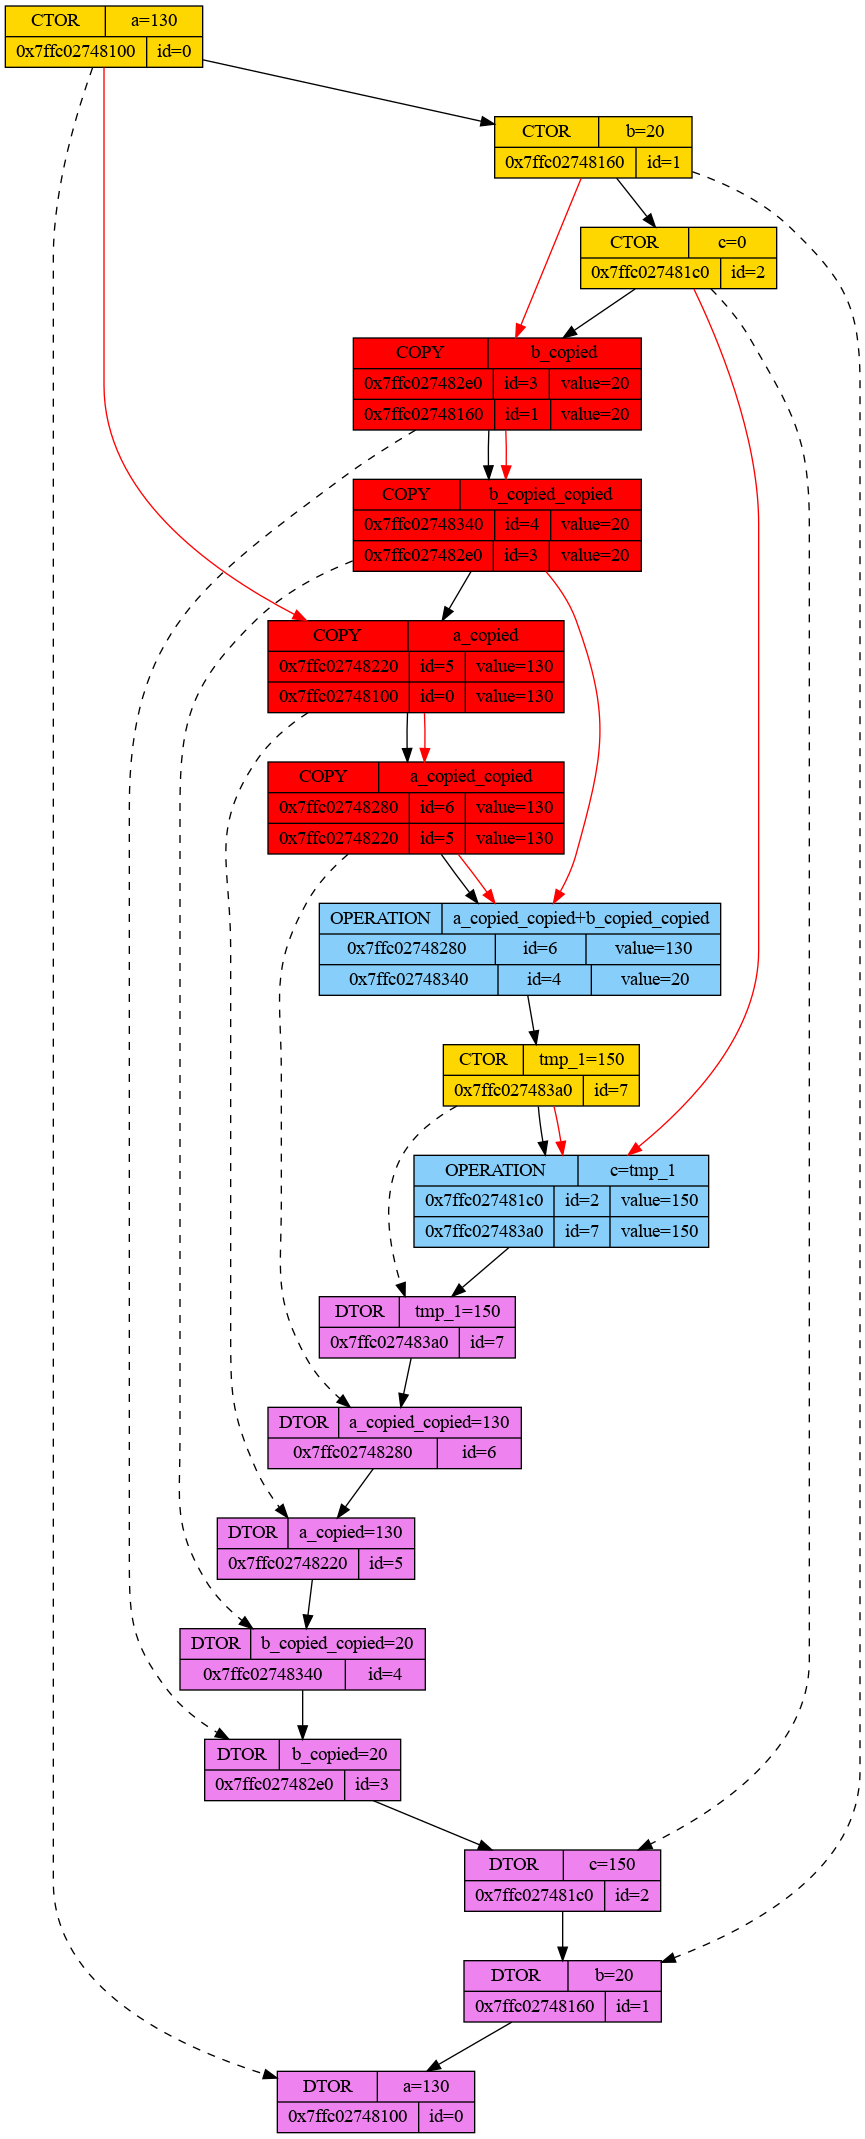 CTOR a=130
0x7ffc02748100 id=0
CTOR b=20
0x7ffc02748160 id=1
CTOR c=0
0x7ffc027481c0 id=2
COPY b_copied
0x7ffc027482e0 id=3 value=20
0x7ffc02748160 id=1 value=20
COPY b_copied_copied
0x7ffc02748340 id=4 value=20
0x7ffc027482e0 id=3 value=20
COPY a_copied
0x7ffc02748220 id=5 value=130
0x7ffc02748100 id=0 value=130
COPY a_copied_copied
0x7ffc02748280 id=6 value=130
0x7ffc02748220 id=5 value=130
OPERATION a_copied_copied+b_copied_copied
0x7ffc02748280 id=6 value=130
0x7ffc02748340 id=4 value=20
CTOR tmp_1=150
0x7ffc027483a0 id=7
OPERATION c=tmp_1
0x7ffc027481c0 id=2 value=150
0x7ffc027483a0 id=7 value=150
DTOR tmp_1=150
0x7ffc027483a0 id=7
DTOR a_copied_copied=130
0x7ffc02748280 id=6
DTOR a_copied=130
0x7ffc02748220 id=5
DTOR b_copied_copied=20
0x7ffc02748340 id=4
DTOR b_copied=20
0x7ffc027482e0 id=3
DTOR c=150
0x7ffc027481c0 id=2
DTOR b=20
0x7ffc02748160 id=1
DTOR a=130
0x7ffc02748100 id=0